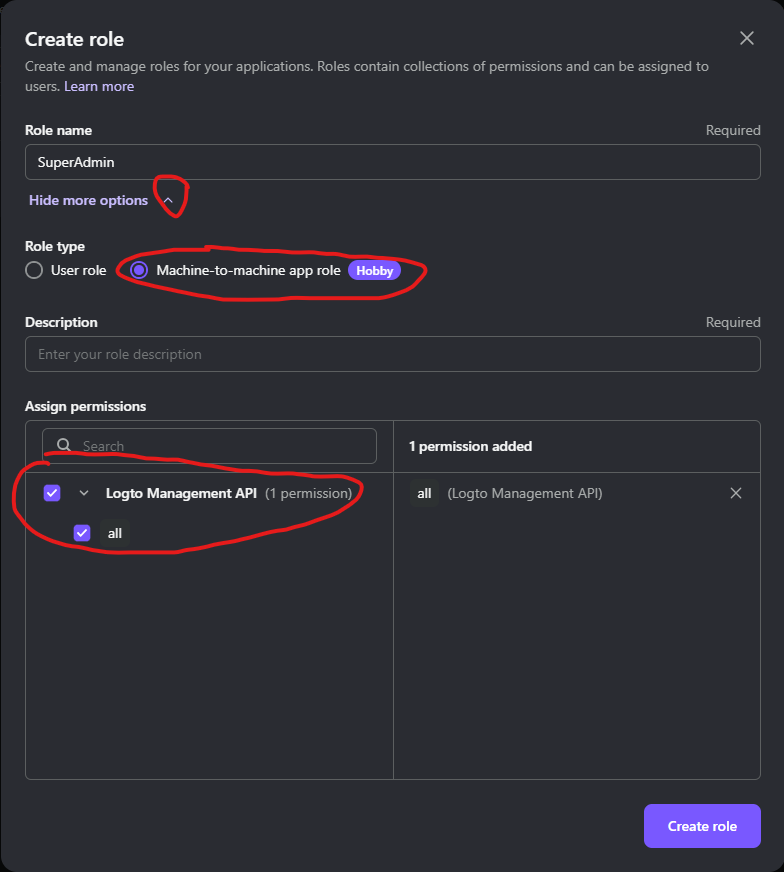 Create role
Create and manage roles for your applications. Roles contain collections of permissions and can be assigned to
users. Learn more
Role name Required
SuperAdmin
Hide more options
Role type
User role Machine-to-machine app role Hobby
Description Required
Enter your role description
Assign permissions
Search 1 permission added
Logto Management API (1 permission) all (Logto Management API)
all
Create role